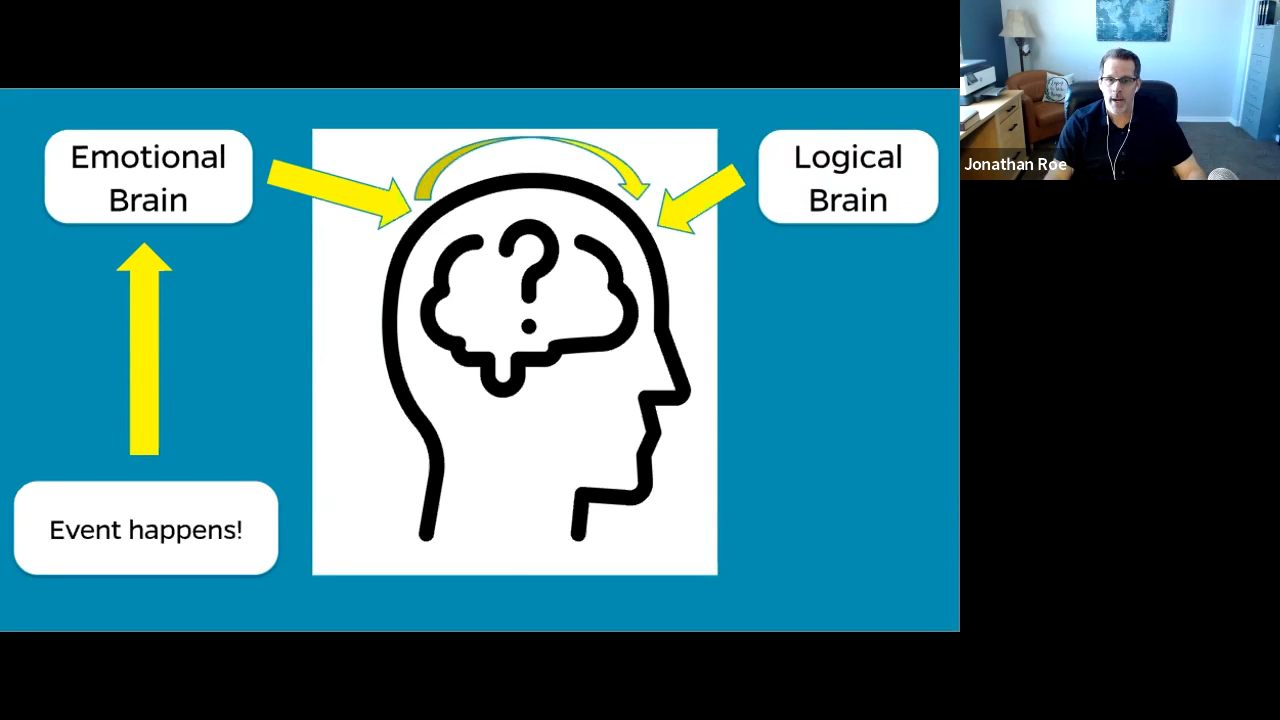 Emotional
Brain
Logical
Brain
Event happens!
Jonathan Roe